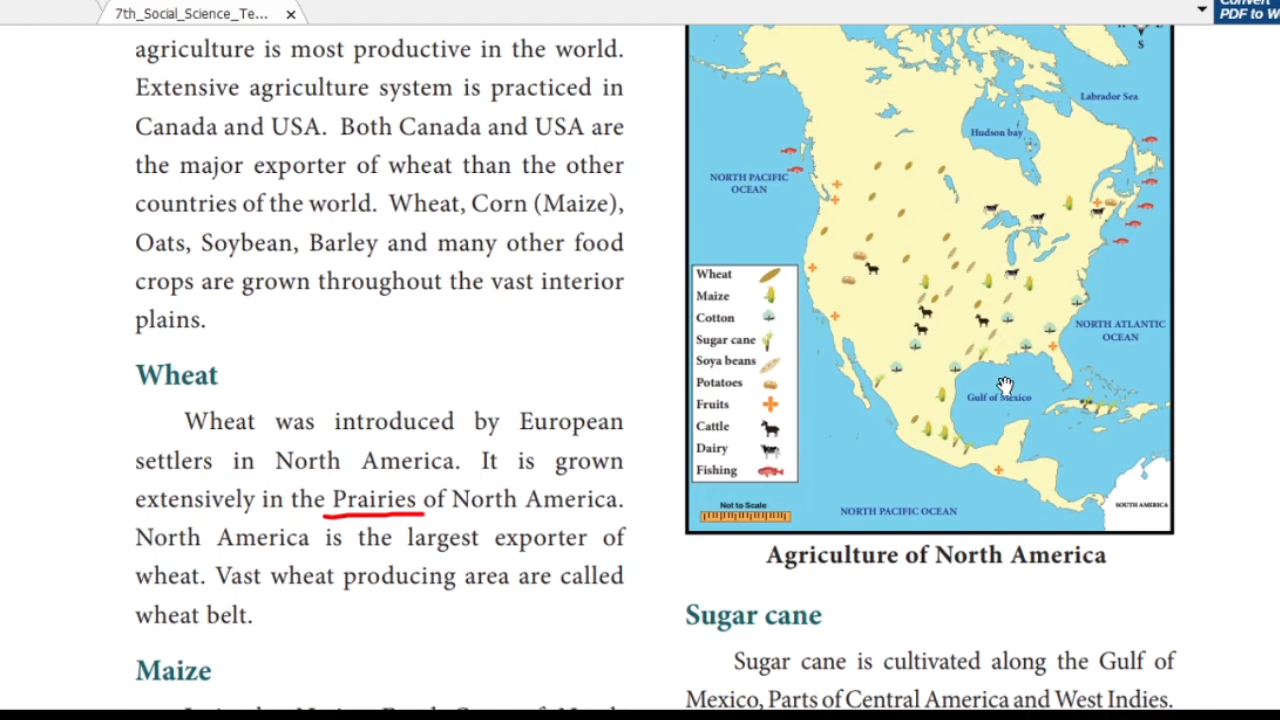 7th_Social_Science_Te... ×
Convert
PDF to W
agriculture is most productive in the world.
Extensive agriculture system is practiced in
Canada and USA. Both Canada and USA are
the major exporter of wheat than the other
countries of the world. Wheat, Corn (Maize),
Oats, Soybean, Barley and many other food
crops are grown throughout the vast interior
plains.
Wheat
Wheat was introduced by European
settlers in North America. It is grown
extensively in the Prairies of North America.
North America is the largest exporter of
wheat. Vast wheat producing area are called
wheat belt.
Maize
S
Labrador Sea
Hudson bay
NORTH PACIFIC
OCEAN
Wheat
Maize
Cotton
Sugar cane
Soya beans
Potatoes
Fruits
Cattle
Dairy
Fishing
NORTH ATLANTIC
OCEAN
Gulf of Mexico
Not to Scale
NORTH PACIFIC OCEAN
SOUTH AMERICA
Agriculture of North America
Sugar cane
Sugar cane is cultivated along the Gulf of
Mexico, Parts of Central America and West Indies.